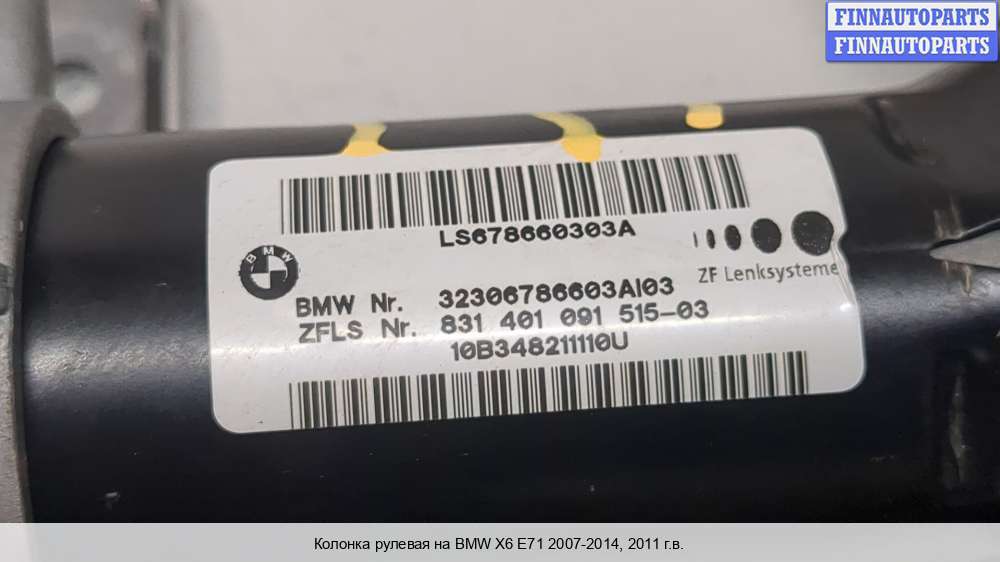 FINNAUTOPARTS
FINNAUTOPARTS
LS678660303A
BMW
ZF Lenksysteme
BMW Nr. 32306786603AI03
ZFLS Nr. 831 401 091 515-03
10B348211110U
Колонка рулевая на BMW X6 E71 2007-2014, 2011 г.в.